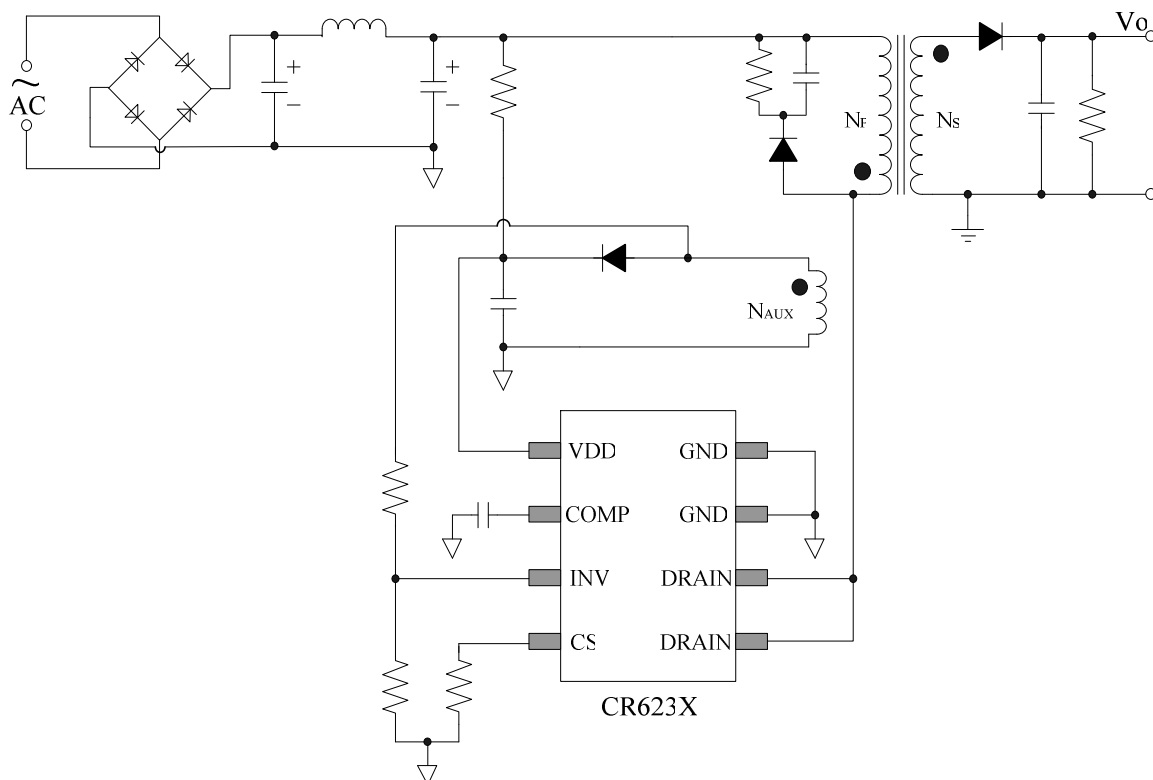 Vo
~
AC
+
+
−
−
NP
NS
NAUX
VDD
GND
COMP
GND
INV
DRAIN
CS
DRAIN
CR623X